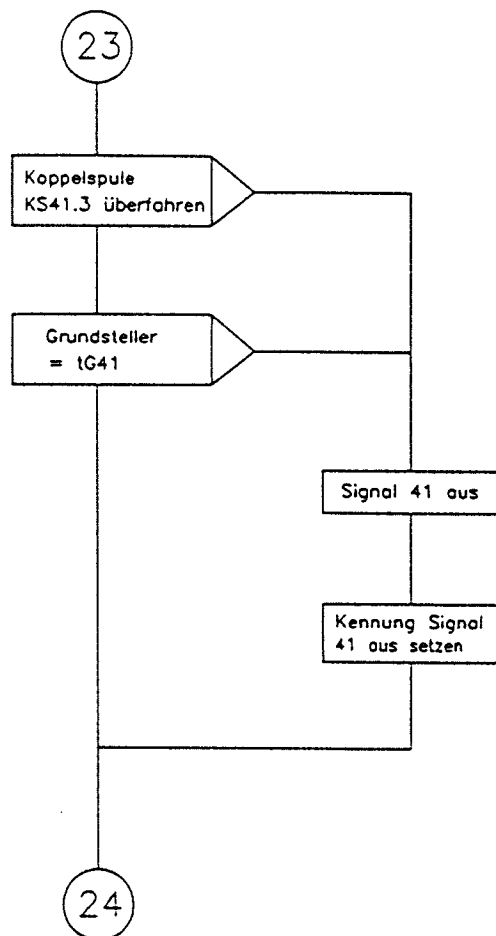 23
Koppelspule
KS41.3 überfahren
Grundsteller
= tG41
Signal 41 aus
Kennung Signal
41 aus setzen
24